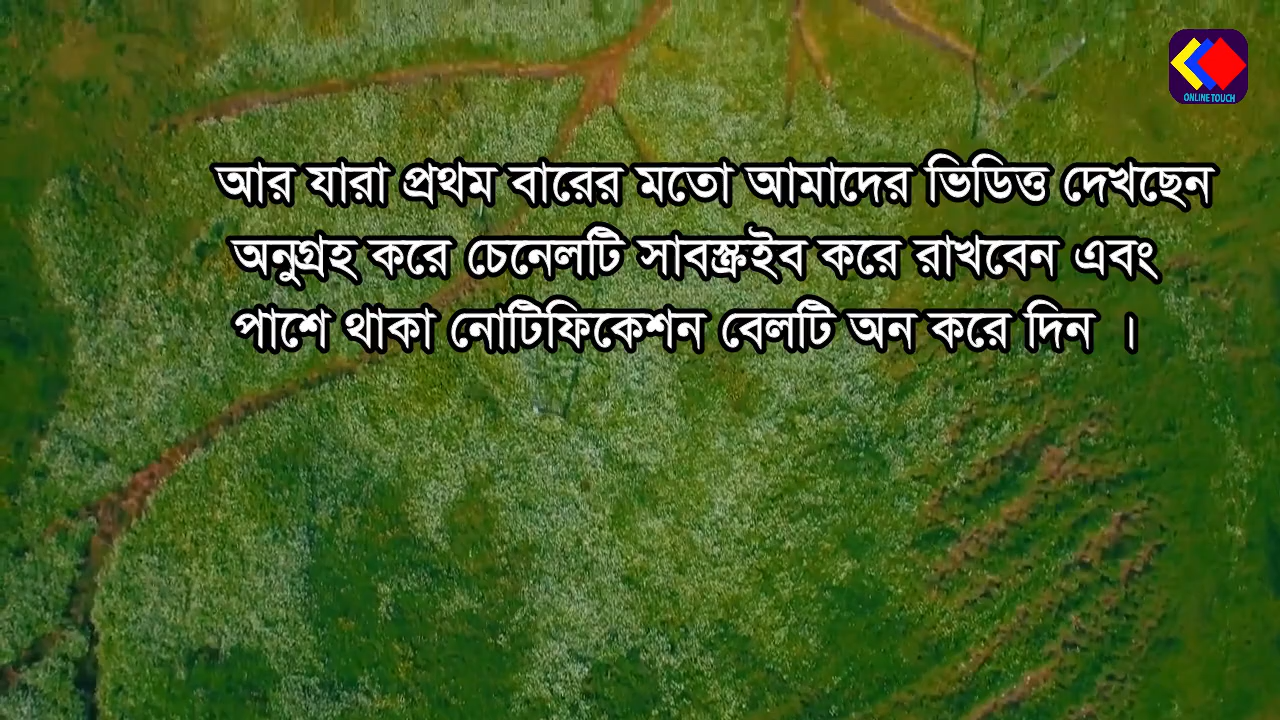 ONLINE TOUCH
আর যারা প্রথম বারের মতো আমাদের ভিডিত্ত দেখছেন
অনুগ্রহ করে চেনেলটি সাবস্ক্রইব করে রাখবেন এবং
পাশে থাকা নোটিফিকেশন বেলটি অন করে দিন ।